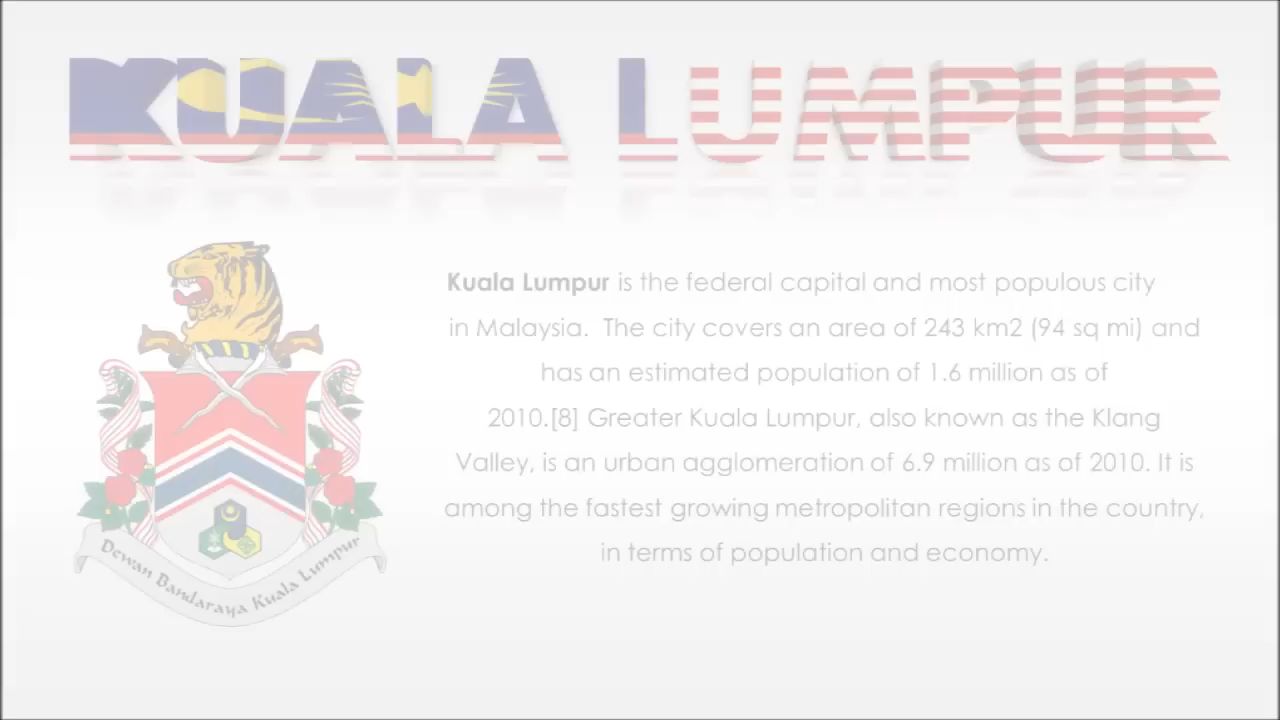 KUALA LUMPUR
Kuala Lumpur is the federal capital and most populous city
in Malaysia. The city covers an area of 243 km2 (94 sq mi) and
has an estimated population of 1.6 million as of
2010.[8] Greater Kuala Lumpur, also known as the Klang
Valley, is an urban agglomeration of 6.9 million as of 2010. It is
among the fastest growing metropolitan regions in the country,
in terms of population and economy.
Dewan Bandaraya Kuala Lumpur